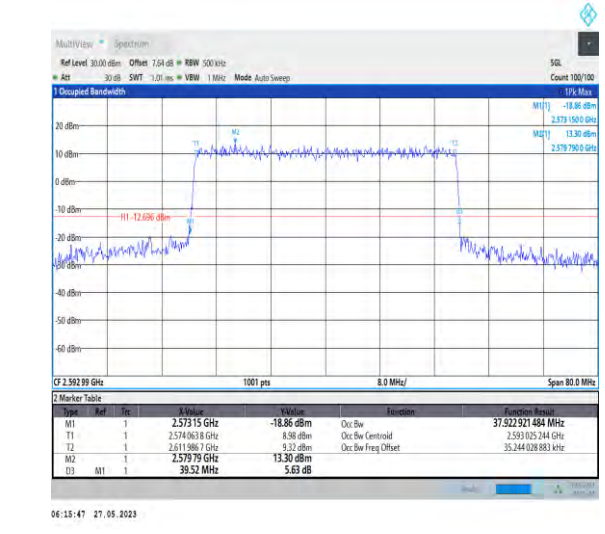 MultiView Spectrum
Ref Level 30.00 dBm Offset 7.64 dB RBW 500 kHz SGL
Att 30 dB SWT 1.01 ms VBW 1 MHz Mode Auto Sweep Count 100/100
1 Occupied Bandwidth 1Pk Max
M1[1] -18.86 dBm
2.573 150 0 GHz
M2[1] 13.30 dBm
2.579 790 0 GHz
20 dBm
M2
T1 T2
10 dBm
0 dBm
-10 dBm
H1 -12.696 dBm
M1
-20 dBm
-30 dBm
-40 dBm
-50 dBm
-60 dBm
CF 2.592 99 GHz 1001 pts 8.0 MHz/ Span 80.0 MHz
2 Marker Table
Type Ref Trc X-Value Y-Value Function Function Result
M1 1 2.573 15 GHz -18.86 dBm Occ Bw 37.922 921 484 MHz
T1 1 2.574 063 8 GHz 8.98 dBm Occ Bw Centroid 2.593 025 244 GHz
T2 1 2.611 986 7 GHz 9.32 dBm Occ Bw Freq Offset 35.244 028 883 kHz
M2 1 2.579 79 GHz 13.30 dBm
D3 M1 1 39.52 MHz 5.63 dB
06:15:47 27.05.2023